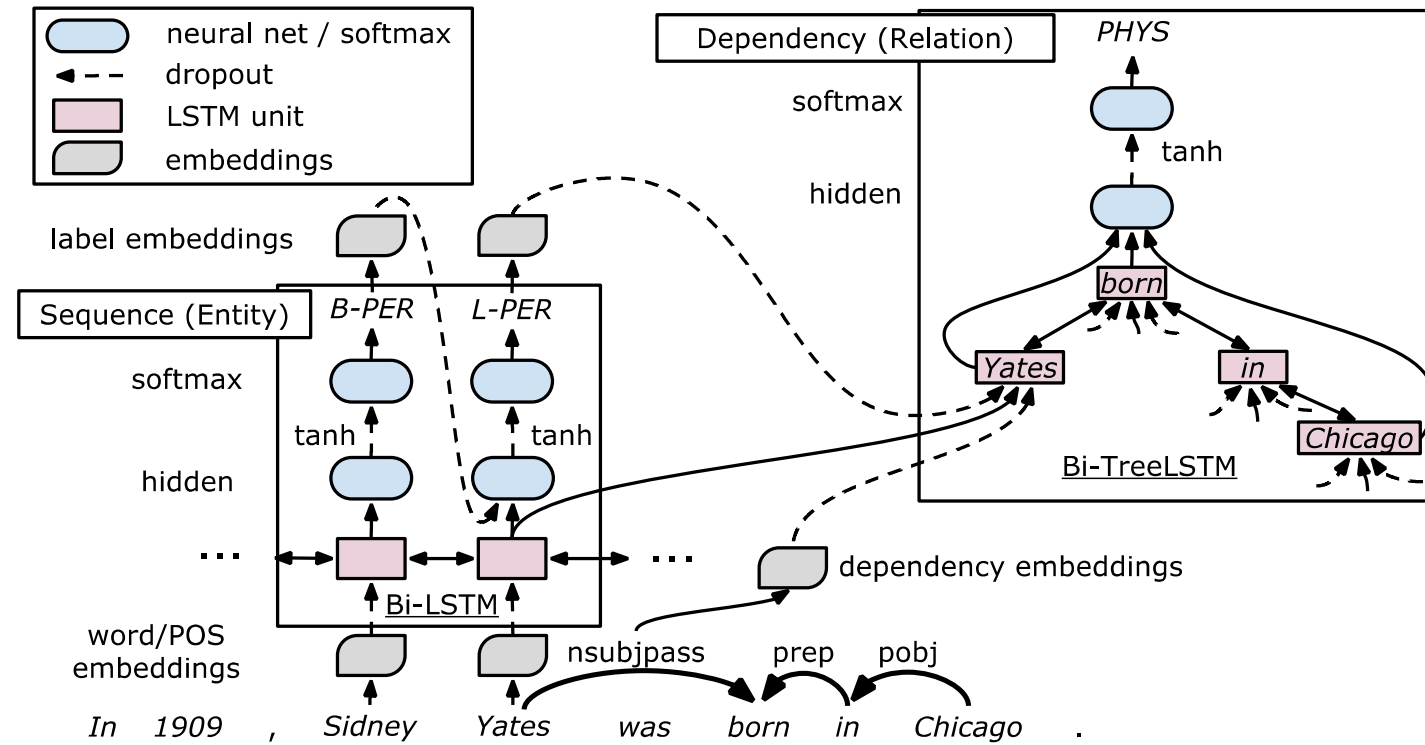 neural net / softmax
dropout
LSTM unit
embeddings
Dependency (Relation)
PHYS
softmax
tanh
hidden
born
Yates
in
Chicago
Bi-TreeLSTM
label embeddings
Sequence (Entity)
B-PER L-PER
softmax
tanh tanh
hidden
... ...
Bi-LSTM
dependency embeddings
word/POS
embeddings
nsubjpass prep pobj
In 1909 , Sidney Yates was born in Chicago .